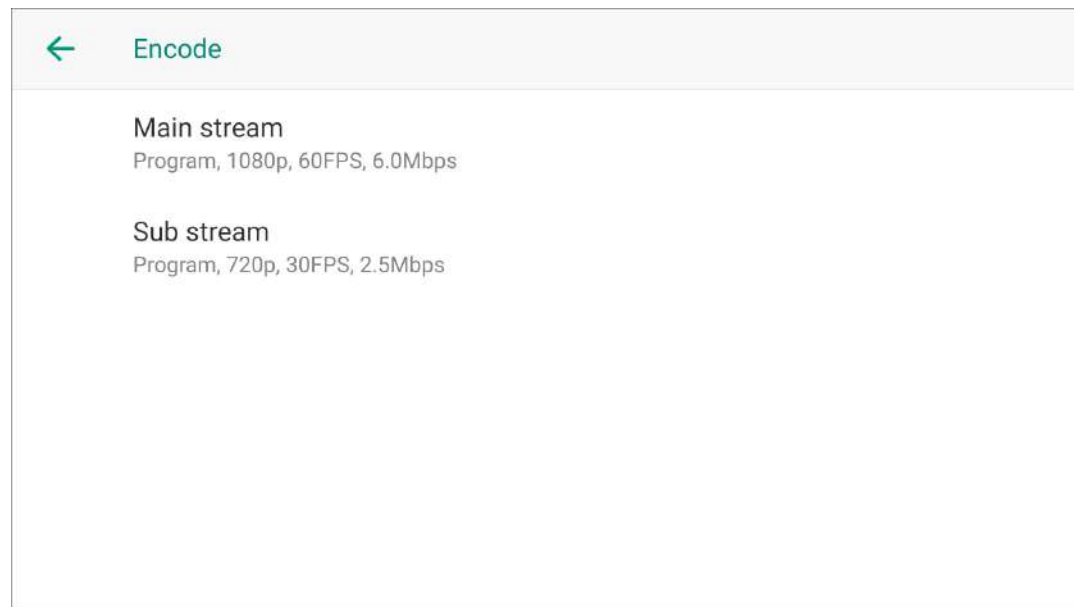 Encode
Main stream
Program, 1080p, 60FPS, 6.0Mbps
Sub stream
Program, 720p, 30FPS, 2.5Mbps